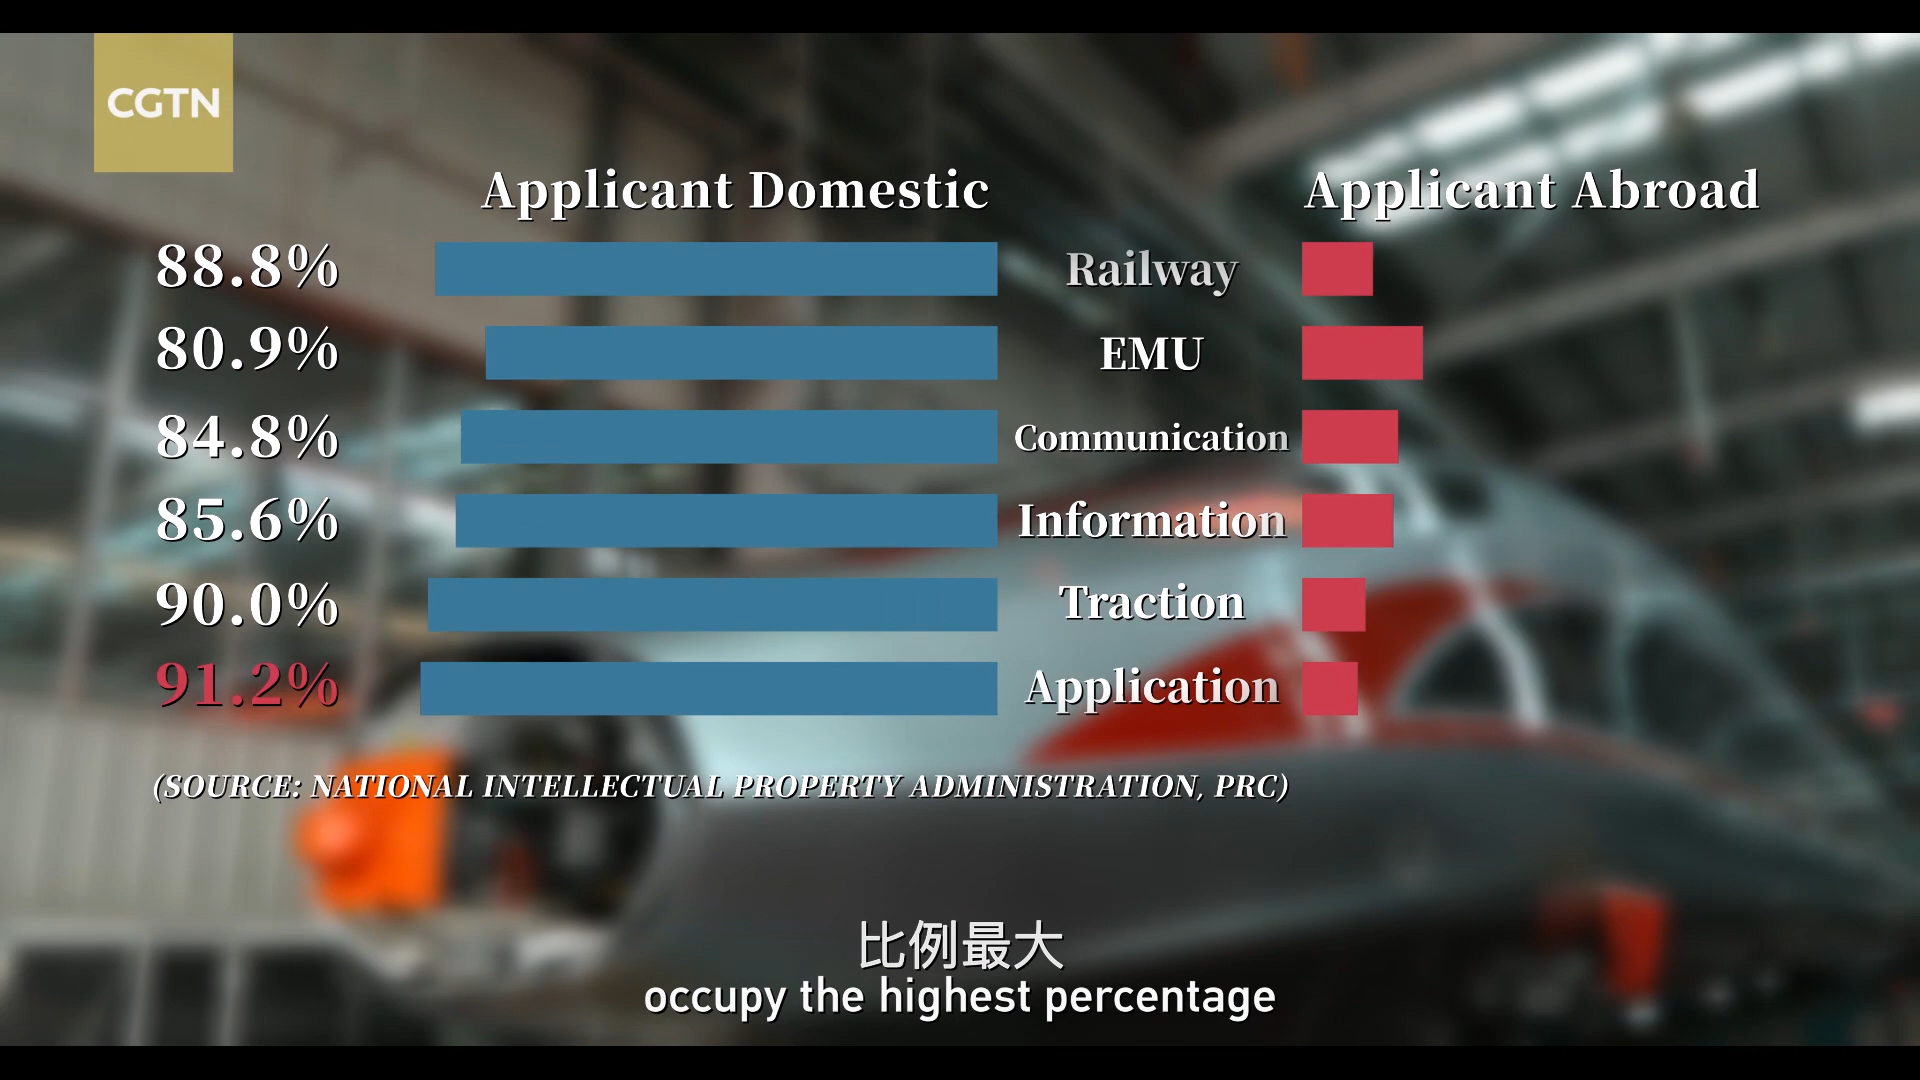 CGTN
Applicant Domestic Applicant Abroad
88.8% Railway
80.9% EMU
84.8% Communication
85.6% Information
90.0% Traction
91.2% Application
(SOURCE: NATIONAL INTELLECTUAL PROPERTY ADMINISTRATION, PRC)
比例最大
occupy the highest percentage